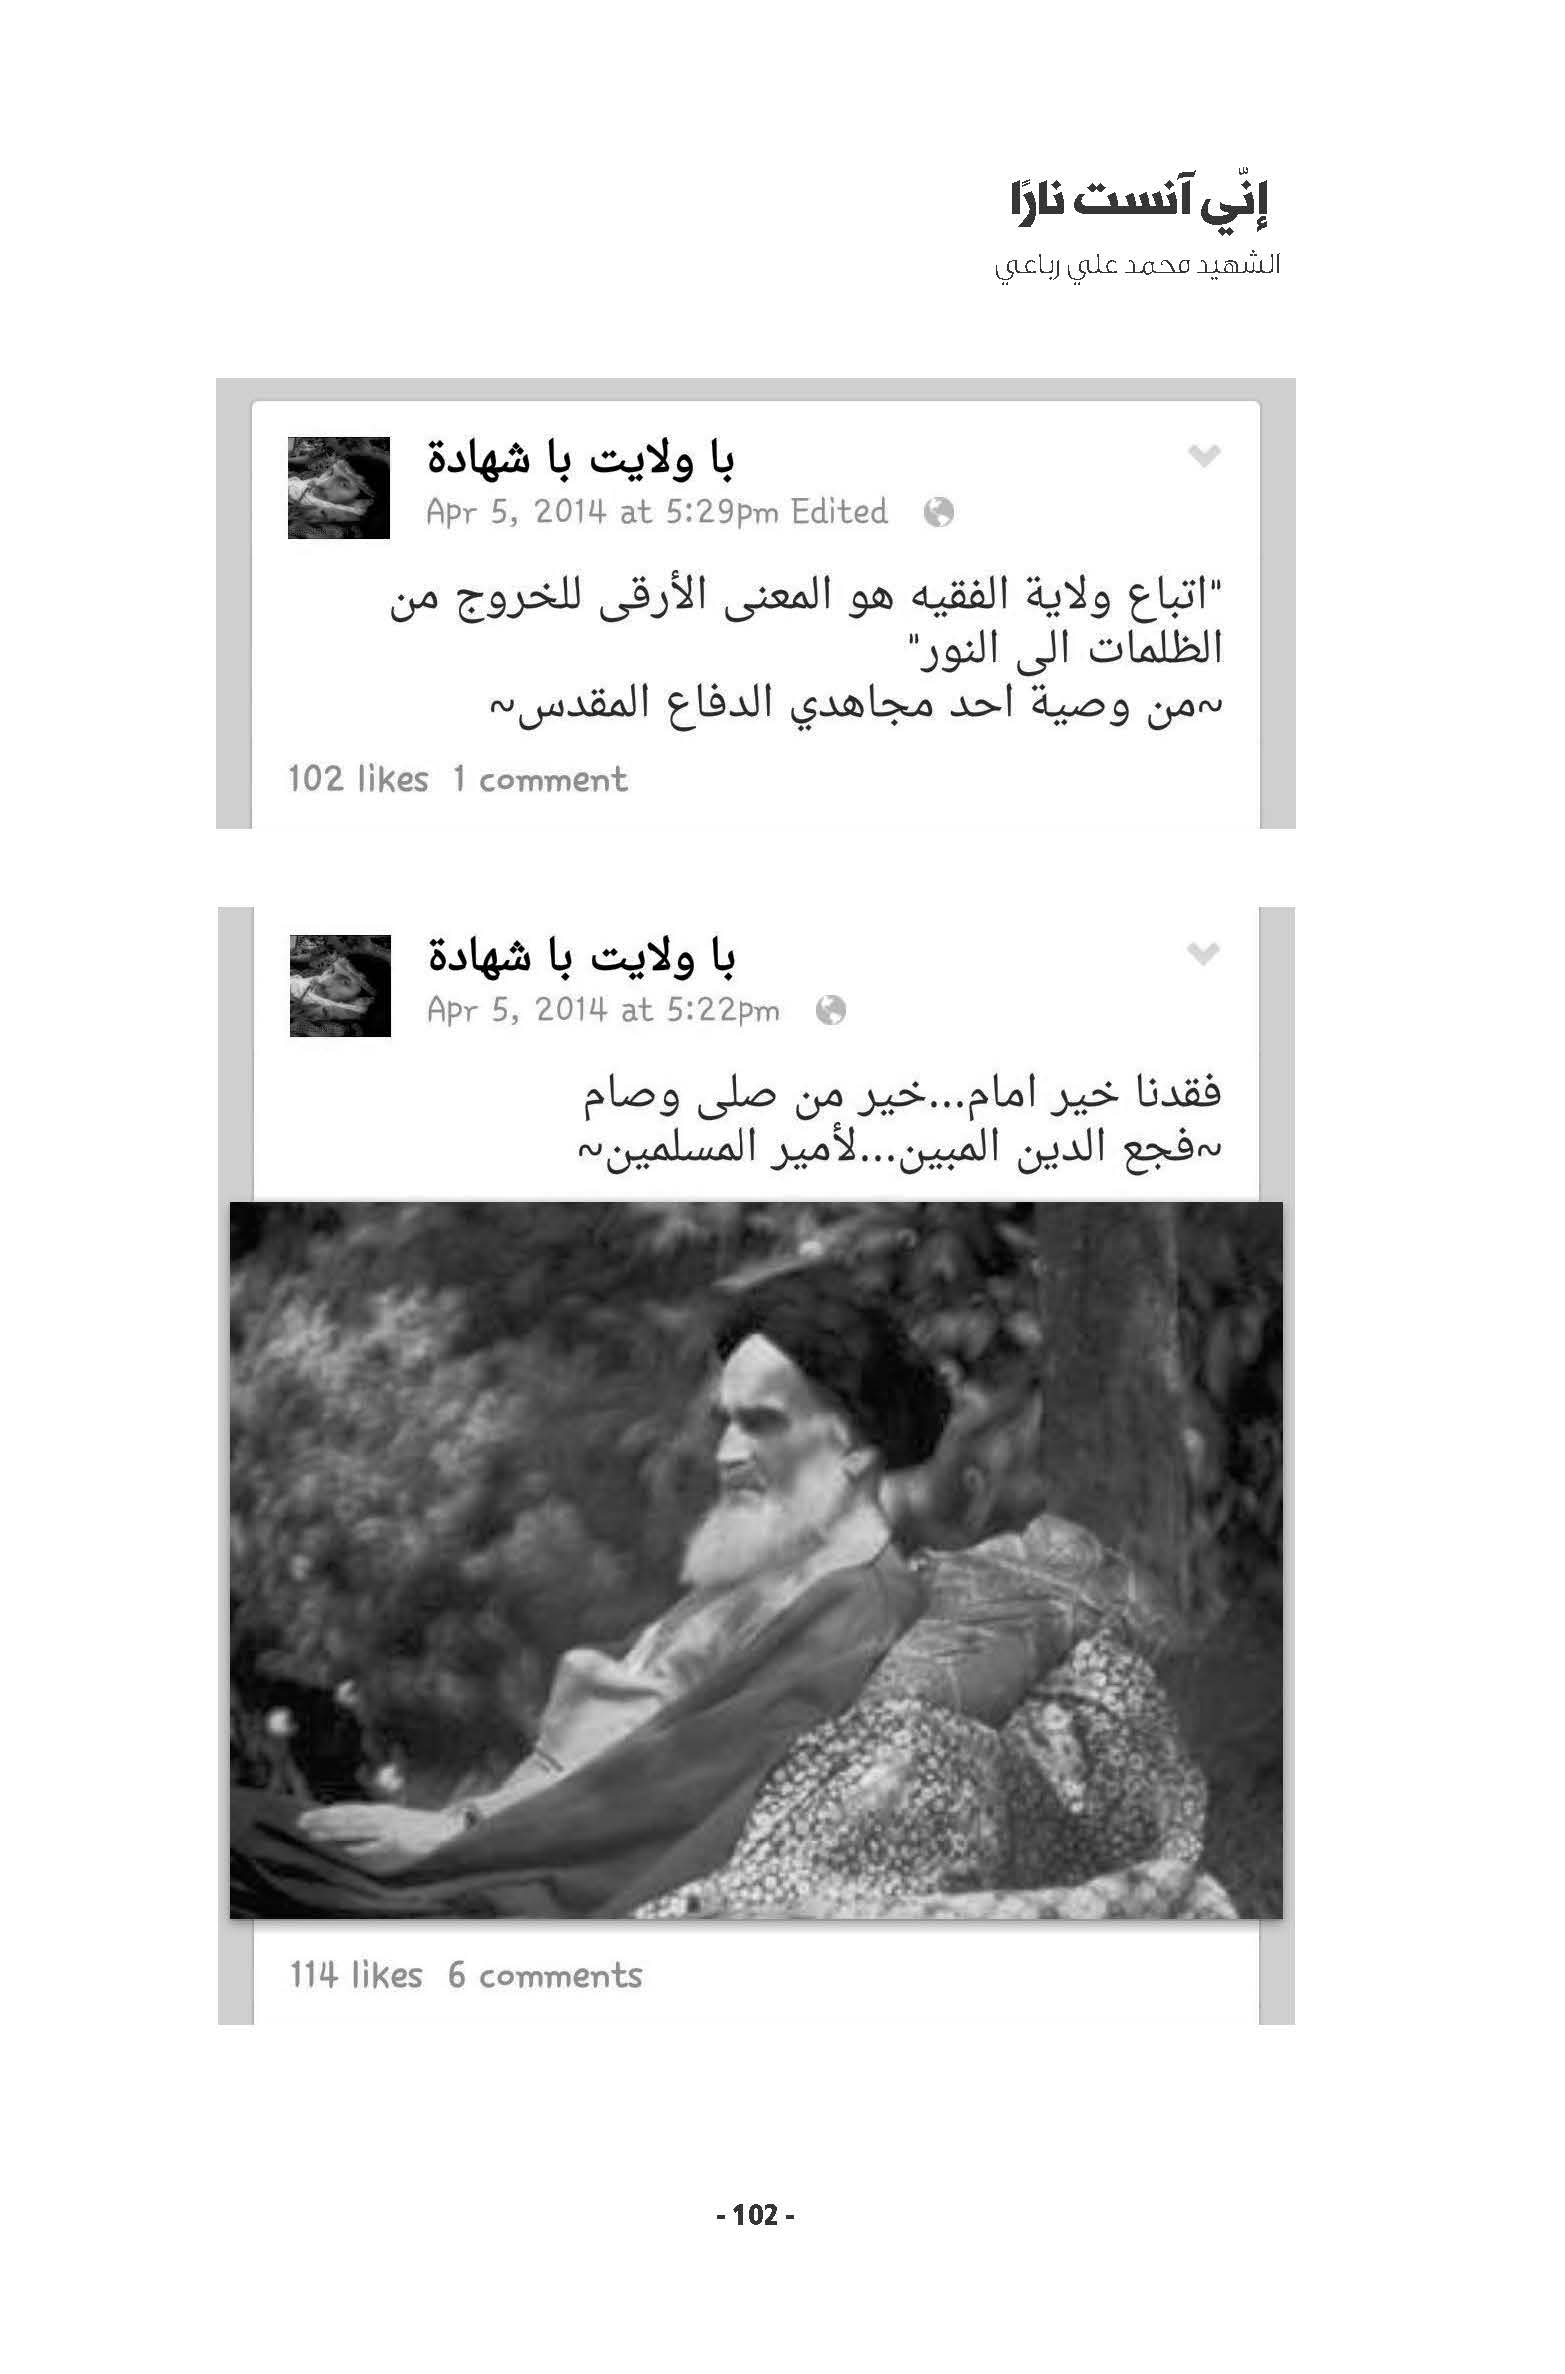 إنّي آنست نارًا
الشهيد محمد علي رباعي
با ولايت با شهادة
Apr 5, 2014 at 5:29pm Edited
"اتباع ولاية الفقيه هو المعنى الأرقى للخروج من
الظلمات الى النور"
~من وصية احد مجاهدي الدفاع المقدس~
102 likes 1 comment
با ولايت با شهادة
Apr 5, 2014 at 5:22pm
فقدنا خير امام...خير من صلى وصام
~فجع الدين المبين...لأمير المسلمين~
114 likes 6 comments
- 102 -